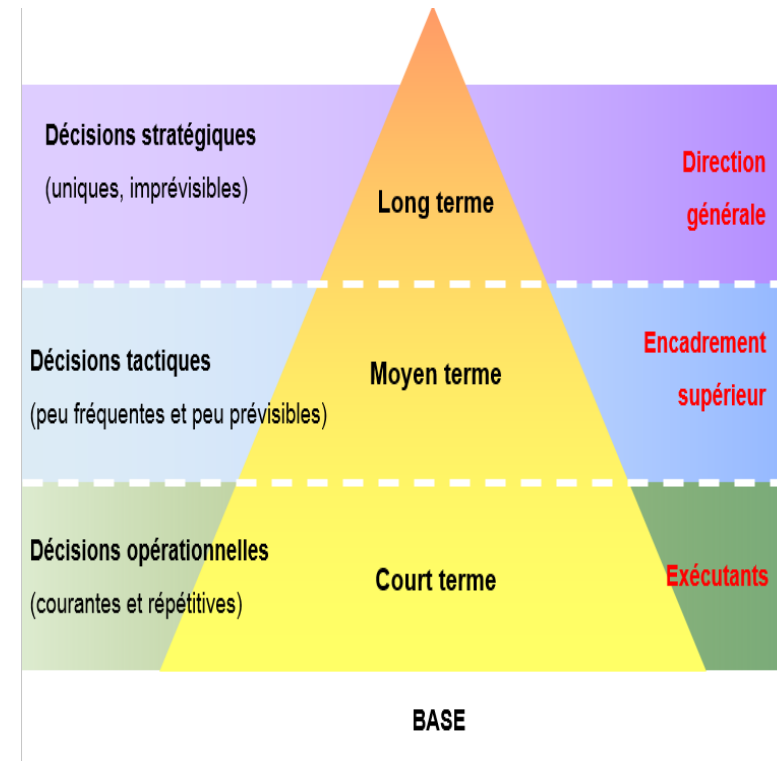 Décisions stratégiques
(uniques, imprévisibles)
Long terme
Direction
générale
Décisions tactiques
(peu fréquentes et peu prévisibles)
Moyen terme
Encadrement
supérieur
Décisions opérationnelles
(courantes et répétitives)
Court terme
Exécutants
BASE